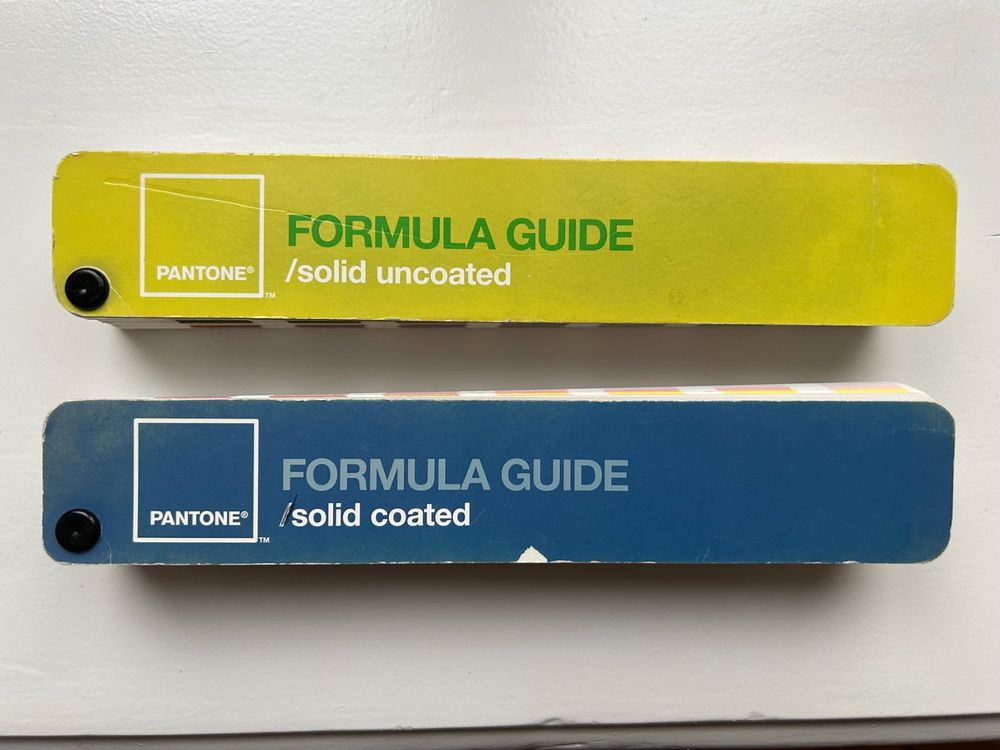 PANTONE®
™
FORMULA GUIDE
/solid uncoated
PANTONE®
™
FORMULA GUIDE
/solid coated